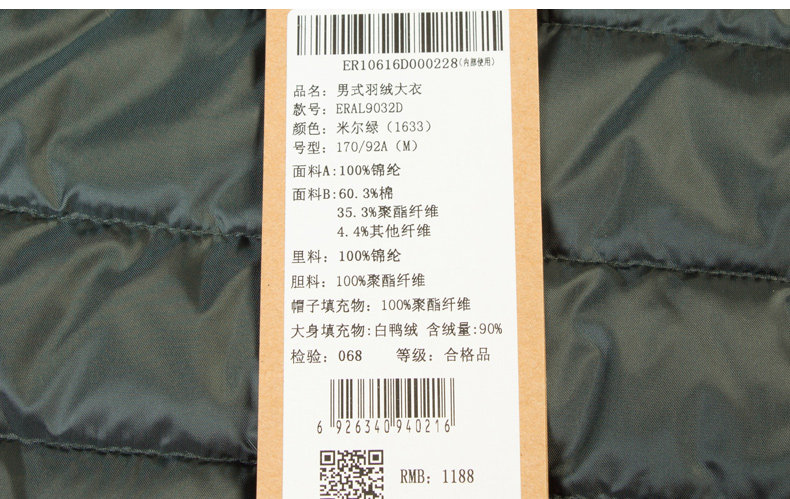 ER10616D000228(内部使用)
品名：男式羽绒大衣
款号：ERAL9032D
颜色：米尔绿（1633）
号型：170/92A（M）
面料A:100%锦纶
面料B:60.3%棉
35.3%聚酯纤维
4.4%其他纤维
里料：100%锦纶
胆料：100%聚酯纤维
帽子填充物：100%聚酯纤维
大身填充物:白鸭绒 含绒量:90%
检验：068 等级：合格品
6 926340 940216
RMB：1188